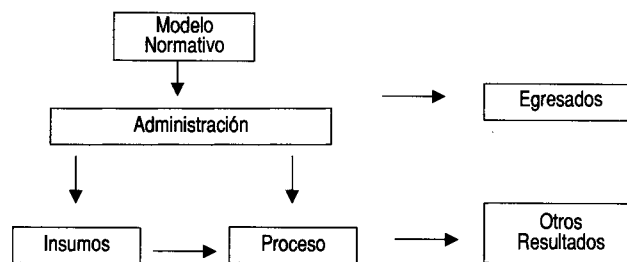 Modelo
Normativo
Egresados
Administración
Insumos
Proceso
Otros
Resultados